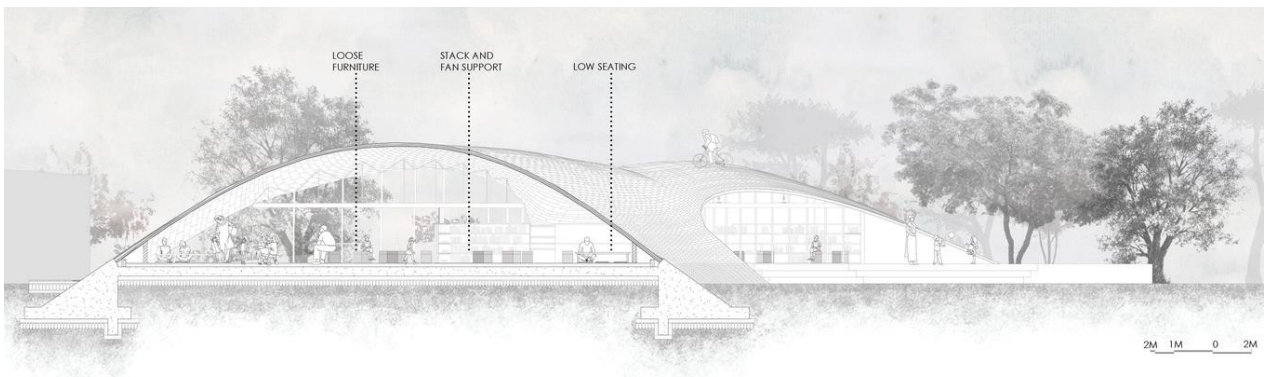 LOOSE
FURNITURE
STACK AND
FAN SUPPORT
LOW SEATING
2M 1M 0 2M